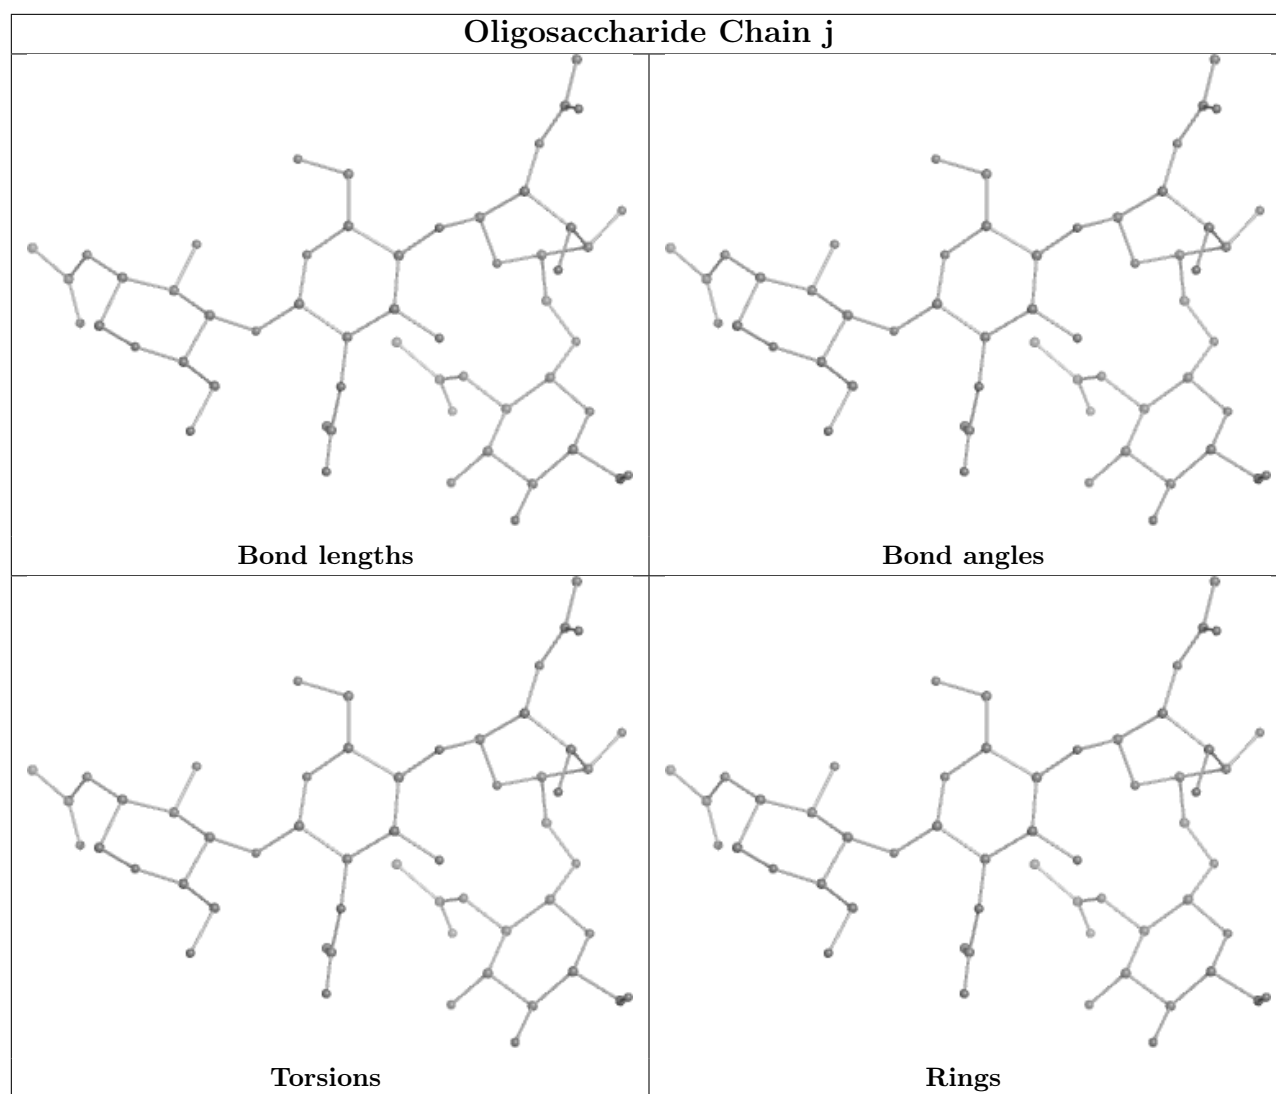 Oligosaccharide Chain j
Bond lengths
Bond angles
Torsions
Rings